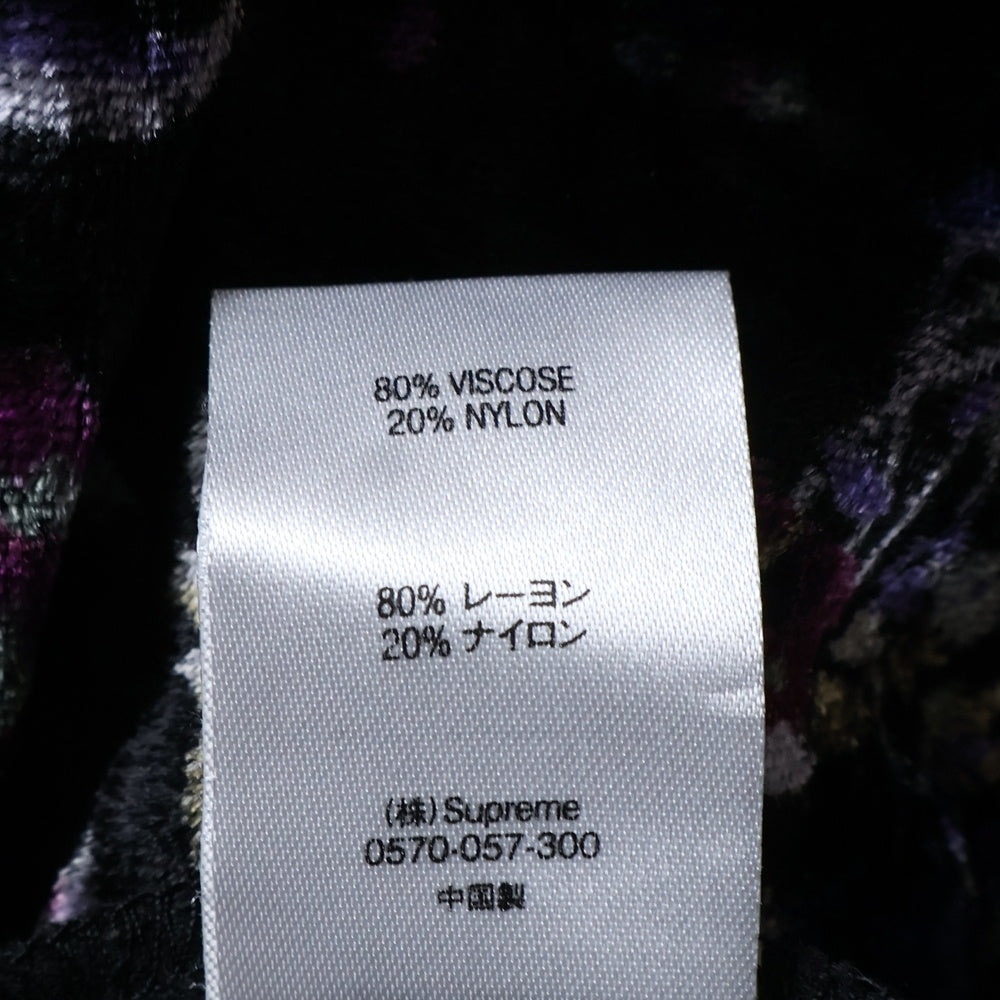 80% VISCOSE
20% NYLON
80% レーヨン
20% ナイロン
(株)Supreme
0570-057-300
中国製